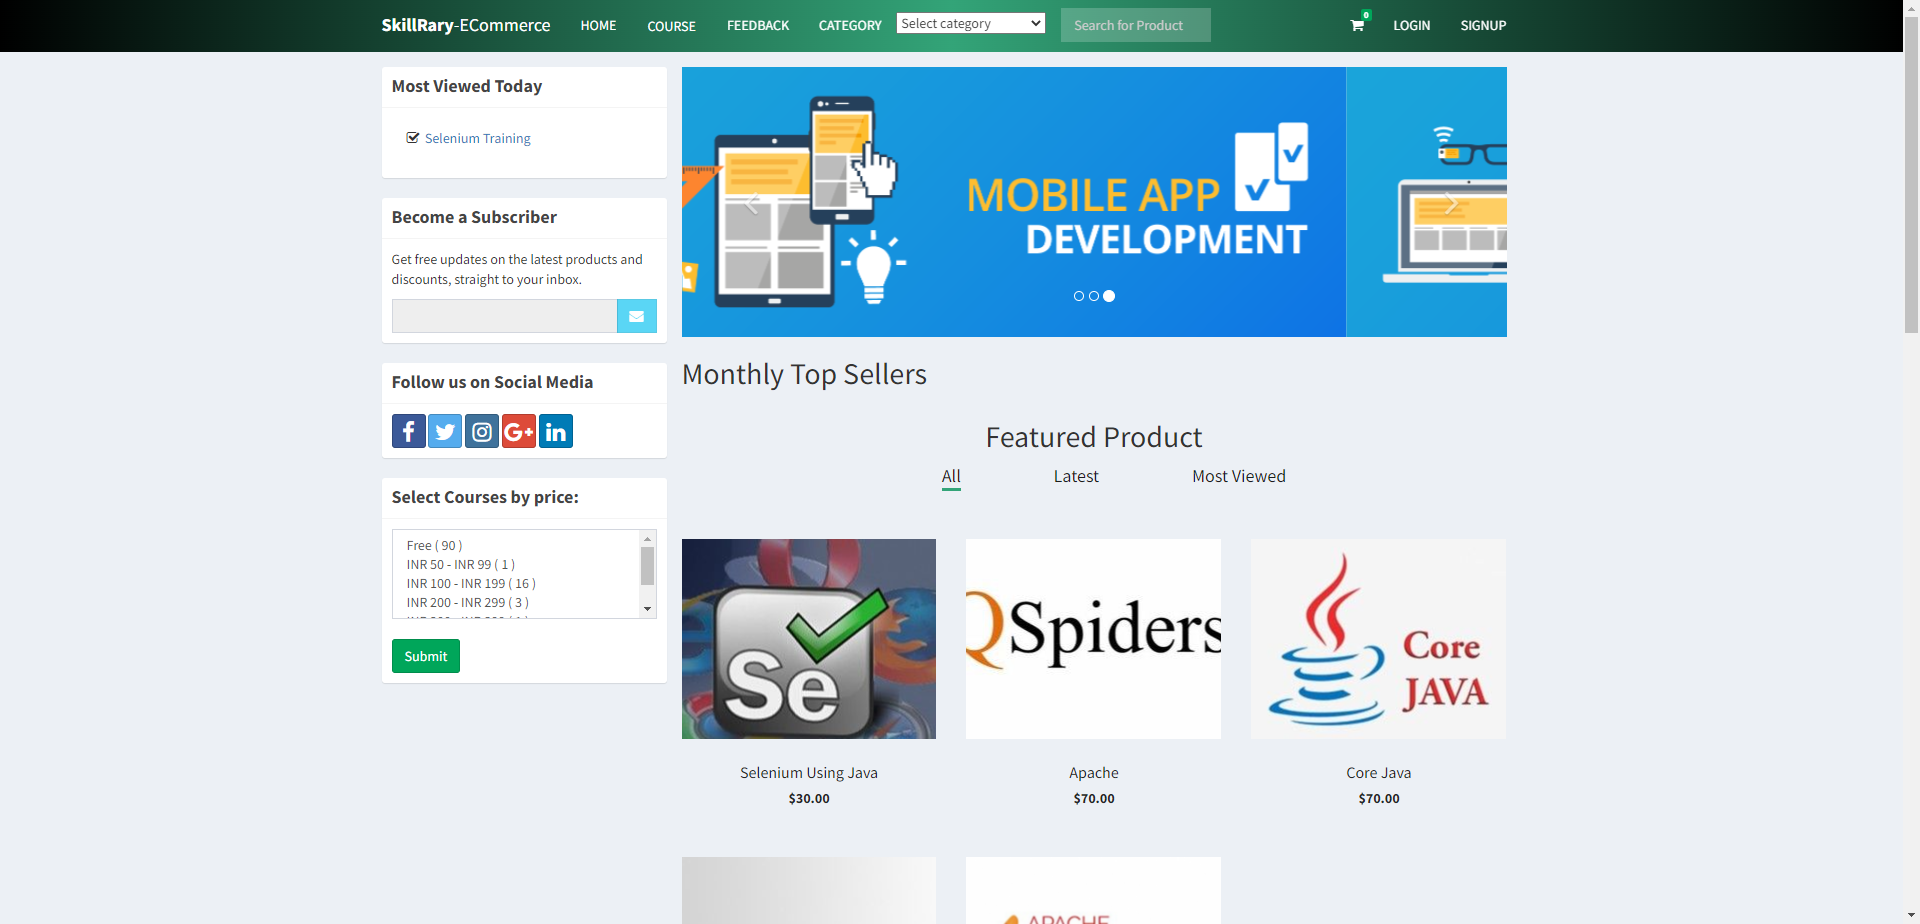 SkillRary-ECommerce
HOME
COURSE
FEEDBACK
CATEGORY
Select category
Search for Product
0
LOGIN
SIGNUP
Most Viewed Today
Selenium Training
Become a Subscriber
Get free updates on the latest products and
discounts, straight to your inbox.
Follow us on Social Media
Select Courses by price:
Free ( 90 )
INR 50 - INR 99 ( 1 )
INR 100 - INR 199 ( 16 )
INR 200 - INR 299 ( 3 )
Submit
MOBILE APP
DEVELOPMENT
Monthly Top Sellers
Featured Product
All
Latest
Most Viewed
Se
QSpiders
Core
JAVA
Selenium Using Java
$30.00
Apache
$70.00
Core Java
$70.00
APACHE